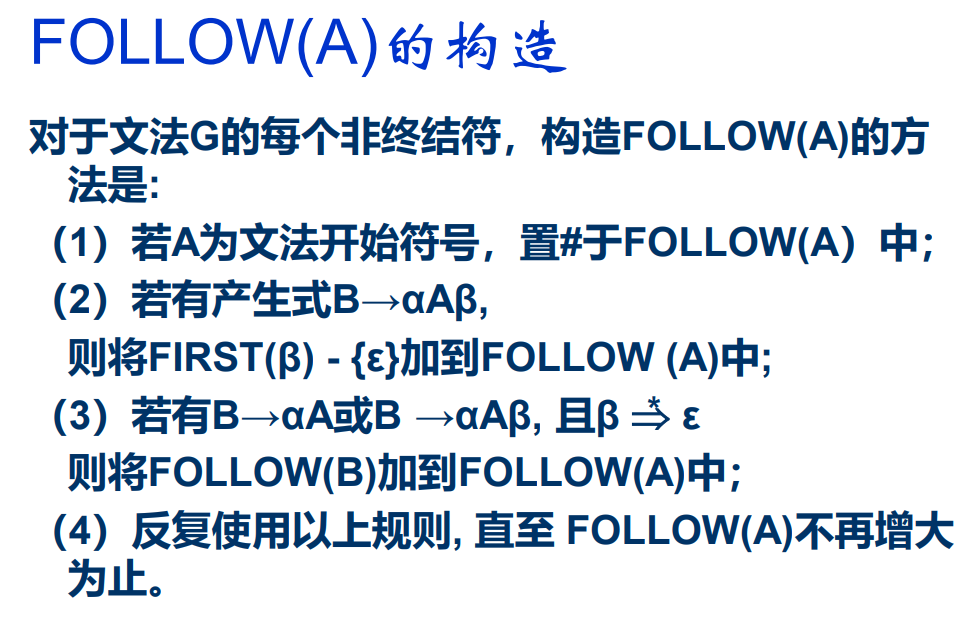 FOLLOW(A)的构造
对于文法G的每个非终结符，构造FOLLOW(A)的方
法是:
（1）若A为文法开始符号，置#于FOLLOW(A）中；
（2）若有产生式B→αAβ,
则将FIRST(β) - {ε}加到FOLLOW (A)中;
（3）若有B→αA或B →αAβ, 且β ⇒* ε
则将FOLLOW(B)加到FOLLOW(A)中；
（4）反复使用以上规则, 直至 FOLLOW(A)不再增大
为止。